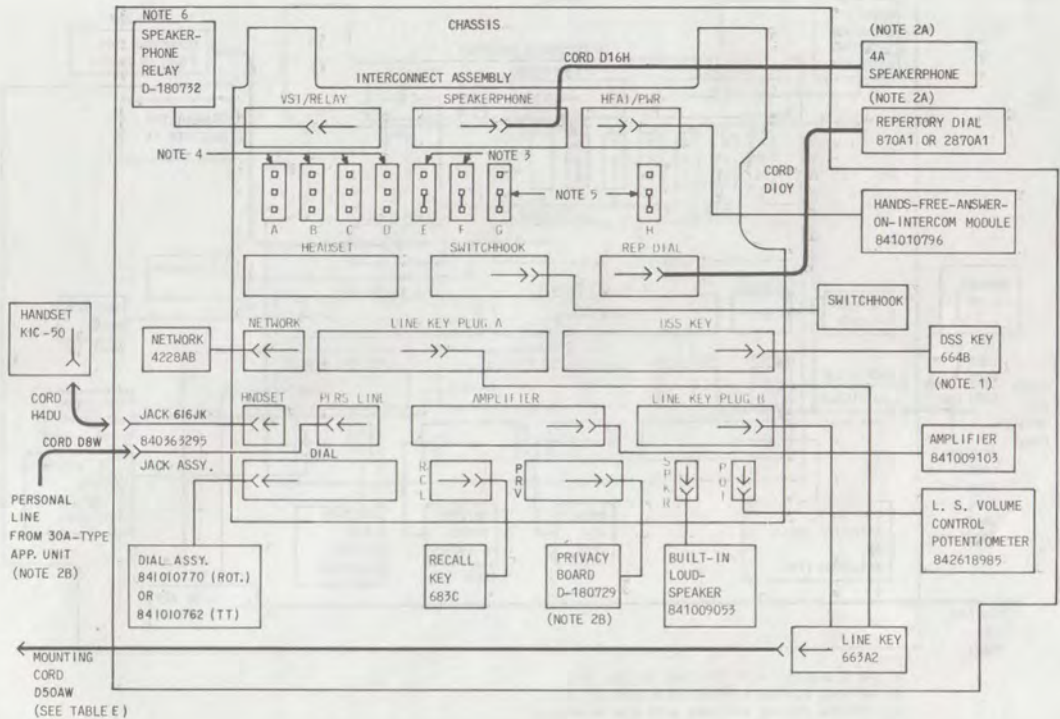 NOTE 6
SPEAKER-
PHONE
RELAY
D-180732
CHASSIS
INTERCONNECT ASSEMBLY
CORD D16H
(NOTE 2A)
4A
SPEAKERPHONE
(NOTE 2A)
REPERTORY DIAL
870A1 OR 2870A1
VS1/RELAY
SPEAKERPHONE
HFA1/PWR
NOTE 4
NOTE 3
NOTE 5
CORD
D10Y
A
B
C
D
E
F
G
H
HANDS-FREE-ANSWER-
ON-INTERCOM MODULE
841010796
HEADSET
SWITCHHOOK
REP DIAL
SWITCHHOOK
HANDSET
K1C-50
NETWORK
4228AB
NETWORK
LINE KEY PLUG A
DSS KEY
DSS KEY
664B
(NOTE 1)
CORD
H4DU
JACK 616JK
HNDSET
PERS LINE
AMPLIFIER
LINE KEY PLUG B
CORD D8W
840363295
JACK ASSY.
DIAL
RCL
PRV
SPKR
POT
AMPLIFIER
841009103
PERSONAL
LINE
FROM 30A-TYPE
APP. UNIT
(NOTE 2B)
L. S. VOLUME
CONTROL
POTENTIOMETER
842618985
DIAL ASSY.
841010770 (ROT.)
OR
841010762 (TT)
RECALL
KEY
683C
PRIVACY
BOARD
D-180729
(NOTE 2B)
BUILT-IN
LOUD-
SPEAKER
841009053
LINE KEY
663A2
MOUNTING
CORD
D50AW
(SEE TABLE E)